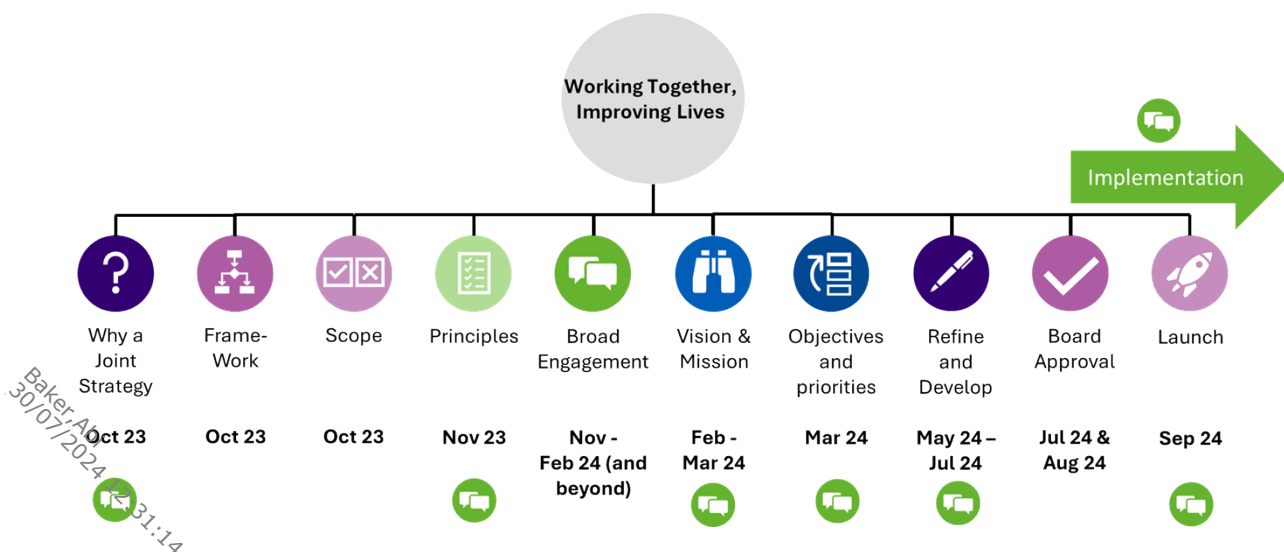 Working Together,
Improving Lives
Implementation
Why a
Joint
Strategy
Frame-
Work
Scope
Principles
Broad
Engagement
Vision &
Mission
Objectives
and
priorities
Refine
and
Develop
Board
Approval
Launch
Oct 23
Oct 23
Oct 23
Nov 23
Nov -
Feb 24 (and
beyond)
Feb -
Mar 24
Mar 24
May 24 –
Jul 24
Jul 24 &
Aug 24
Sep 24
30/07/2024